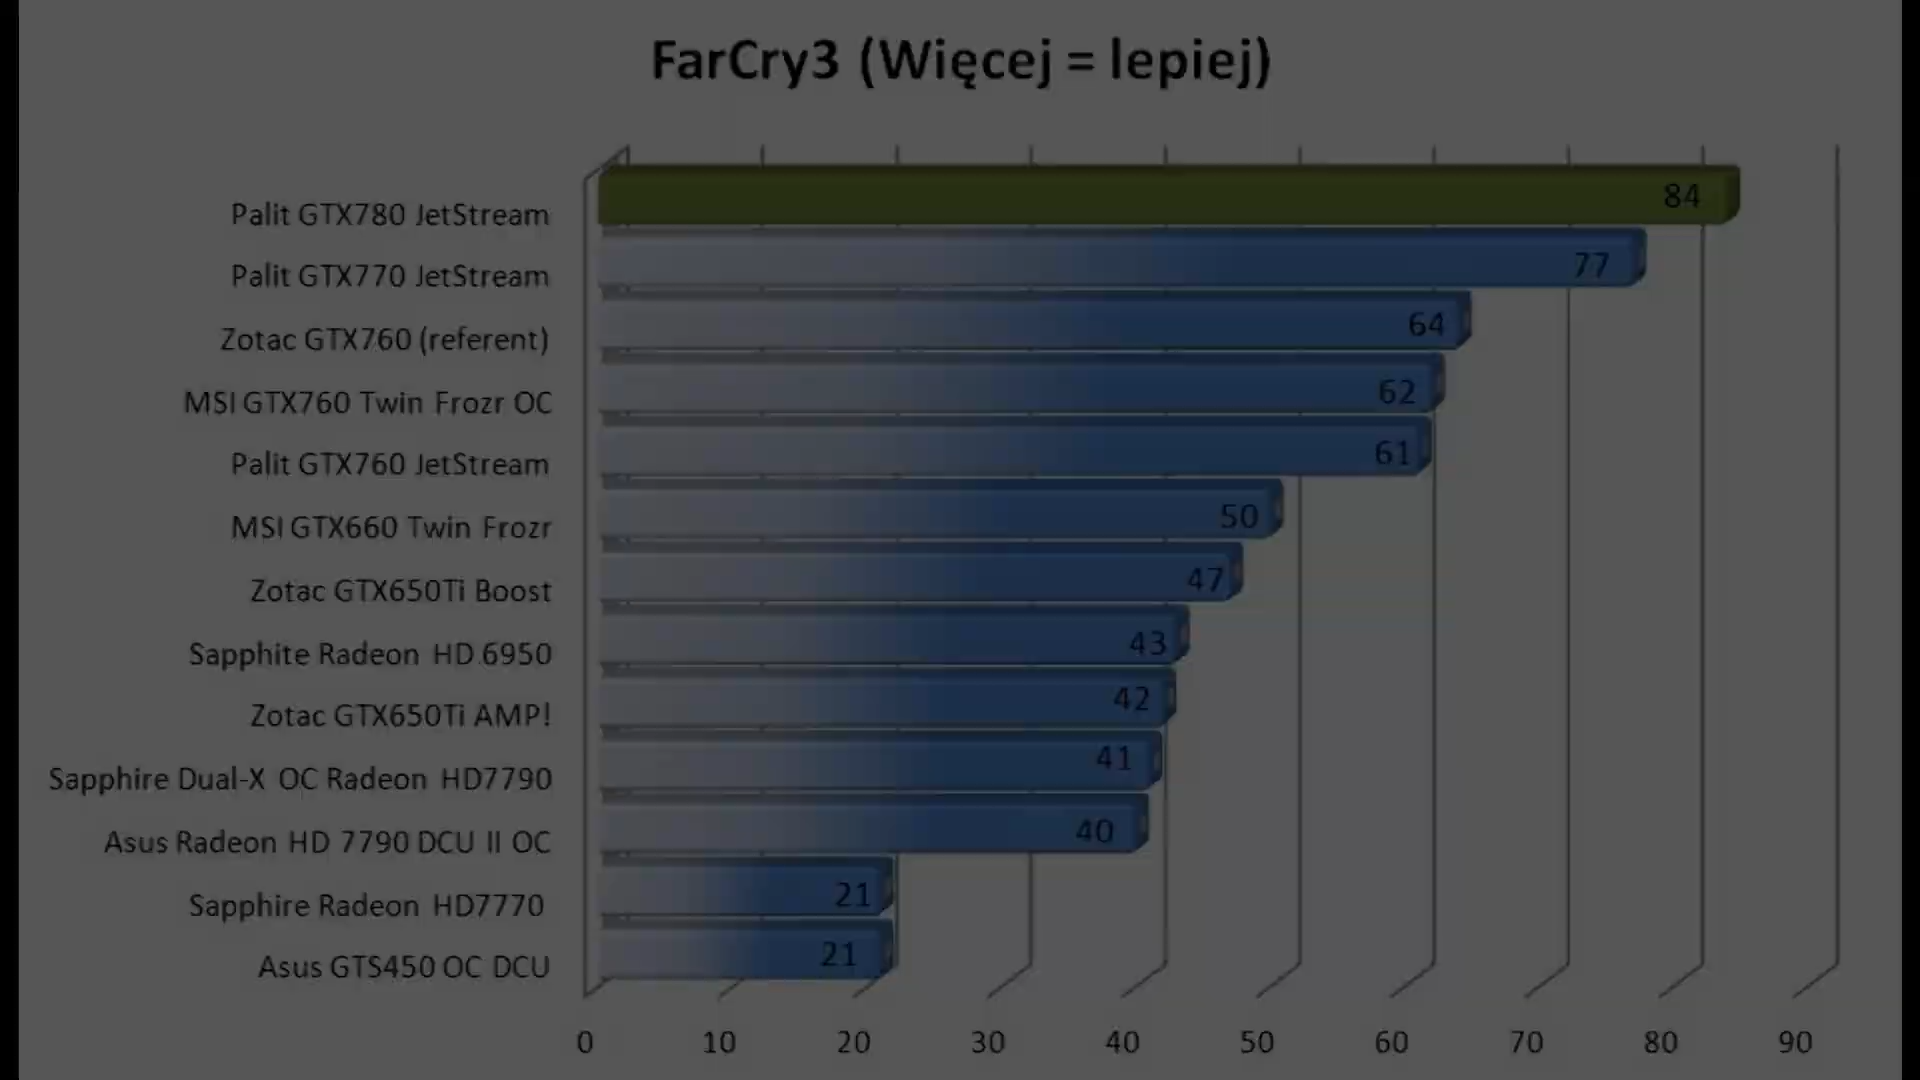 FarCry3 (Więcej = lepiej)
Palit GTX780 JetStream 84
Palit GTX770 JetStream 77
Zotac GTX760 (referent) 64
MSI GTX760 Twin Frozr OC 62
Palit GTX760 JetStream 61
MSI GTX660 Twin Frozr 50
Zotac GTX650Ti Boost 47
Sapphite Radeon HD 6950 43
Zotac GTX650Ti AMP! 42
Sapphire Dual-X OC Radeon HD7790 41
Asus Radeon HD 7790 DCU II OC 40
Sapphire Radeon HD7770 21
Asus GTS450 OC DCU 21
0 10 20 30 40 50 60 70 80 90